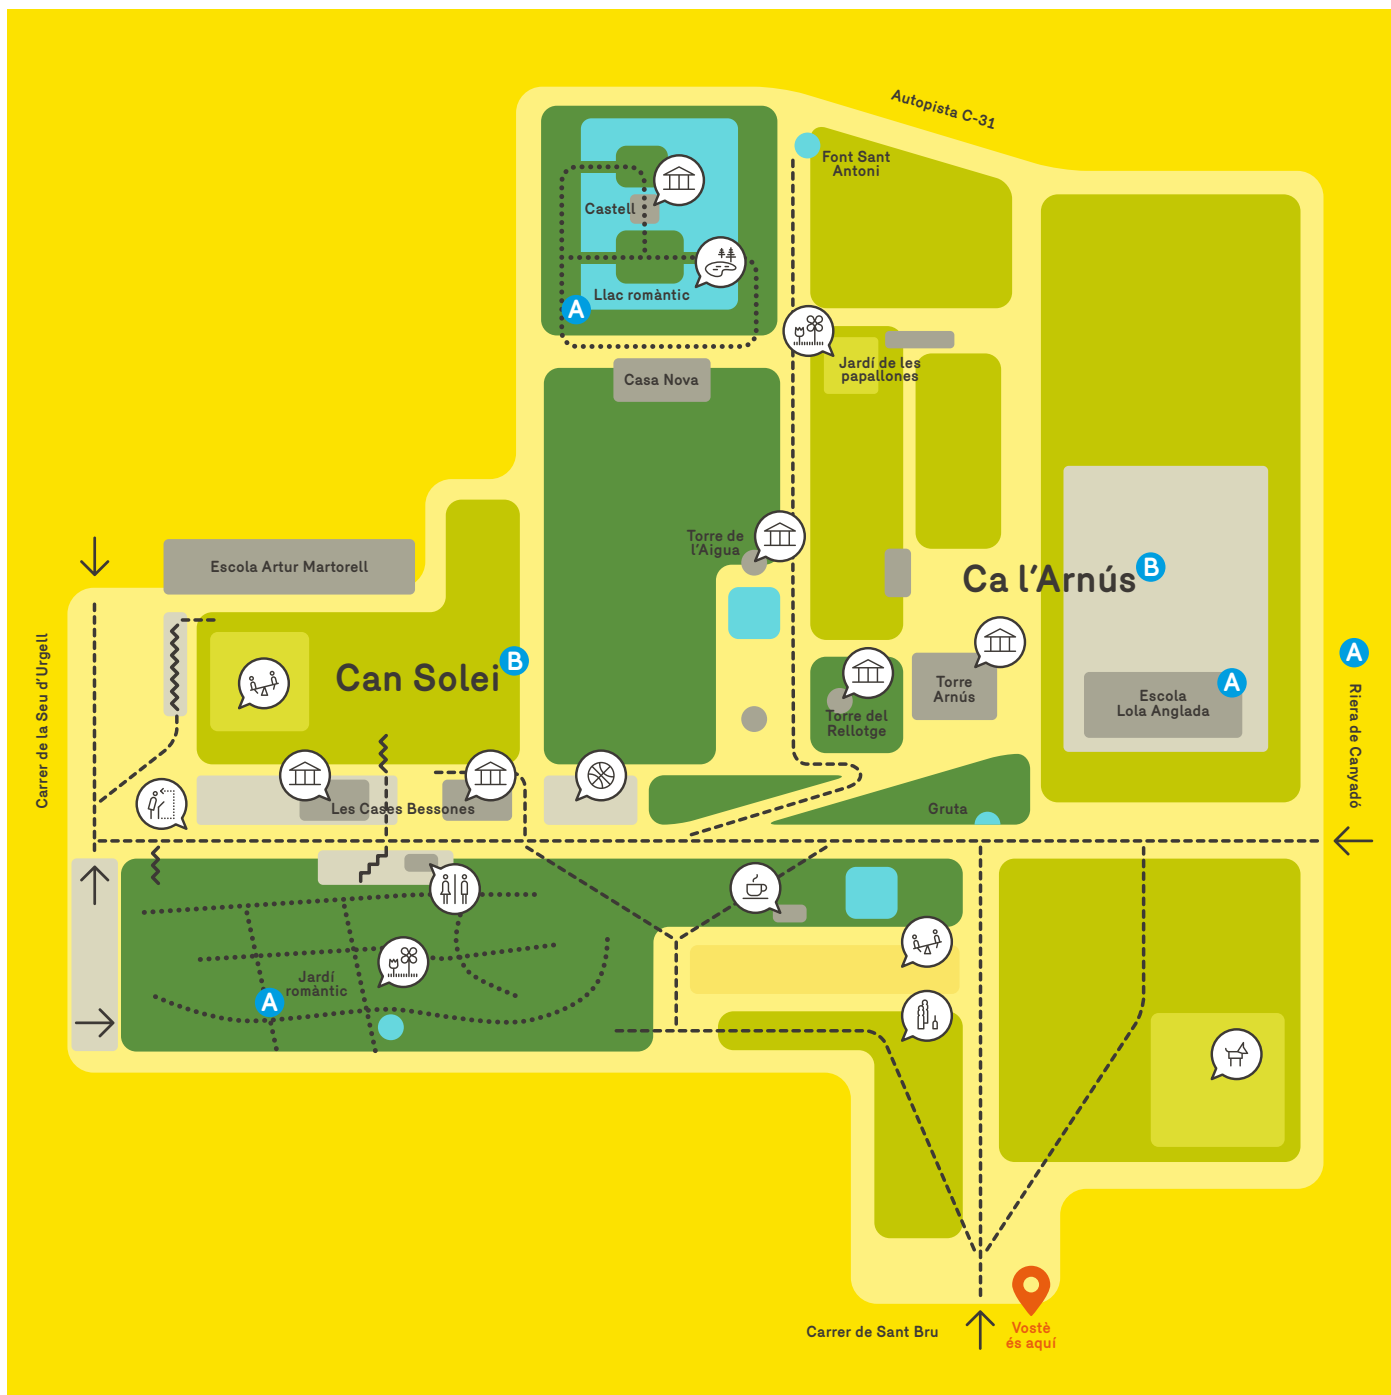 Autopista C-31
Font Sant
Antoni
Castell
Llac romàntic
A
Jardí de les
papallones
Casa Nova
Torre de
l'Aigua
Escola Artur Martorell
Ca l'Arnús
B
Carrer de la Seu d'Urgell
Can Solei
B
Torre
Arnús
Escola
Lola Anglada
A
A
Riera de Canyadó
Torre del
Rellotge
Les Cases Bessones
Gruta
Jardí
romàntic
A
Carrer de Sant Bru
Vostè
és aquí